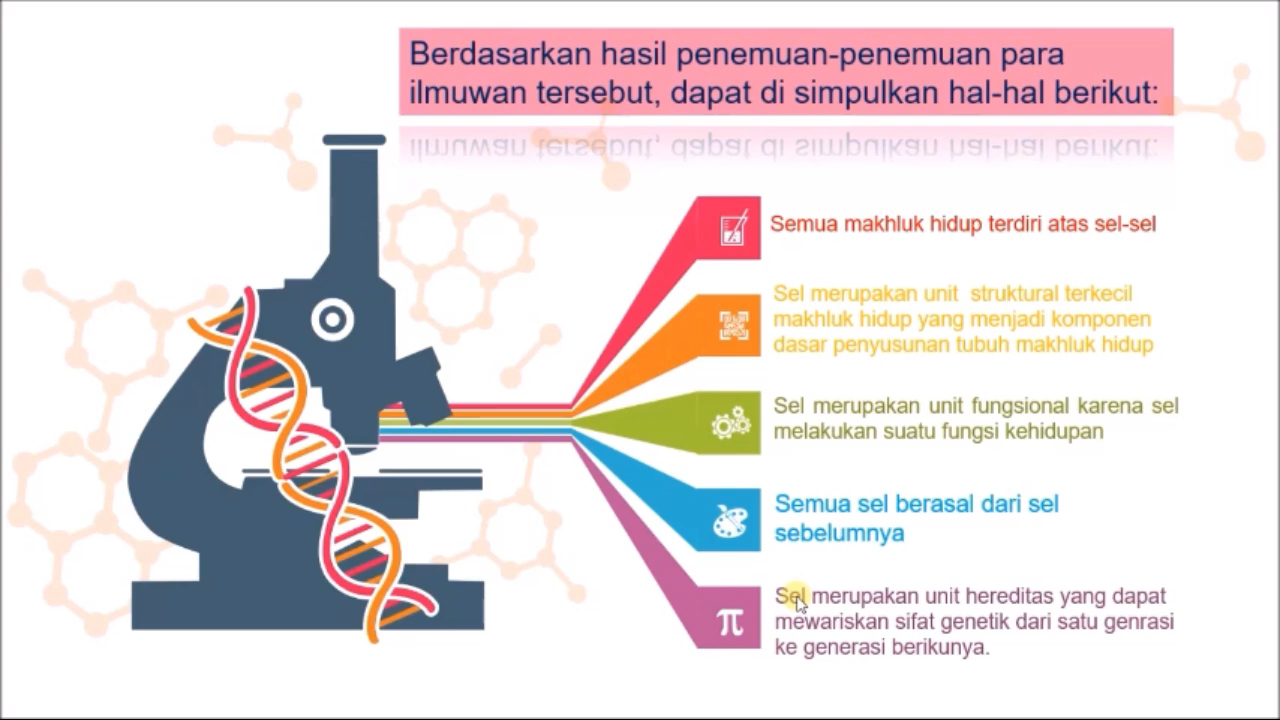 Berdasarkan hasil penemuan-penemuan para
ilmuwan tersebut, dapat di simpulkan hal-hal berikut:
Semua makhluk hidup terdiri atas sel-sel
Sel merupakan unit  struktural terkecil
makhluk hidup yang menjadi komponen
dasar penyusunan tubuh makhluk hidup
Sel merupakan unit fungsional karena sel
melakukan suatu fungsi kehidupan
Semua sel berasal dari sel
sebelumnya
π
Sel merupakan unit hereditas yang dapat
mewariskan sifat genetik dari satu genrasi
ke generasi berikunya.